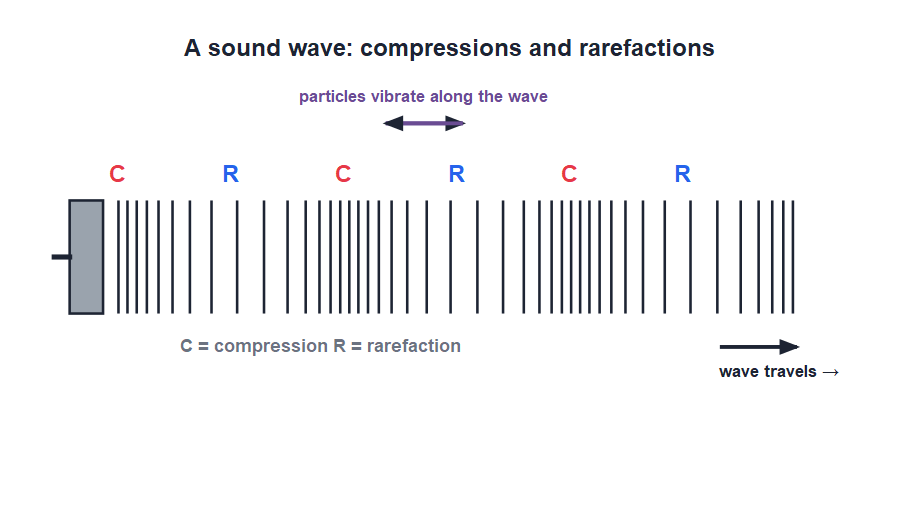 A sound wave: compressions and rarefactions
particles vibrate along the wave
C R C R C R
C = compression R = rarefaction
wave travels →